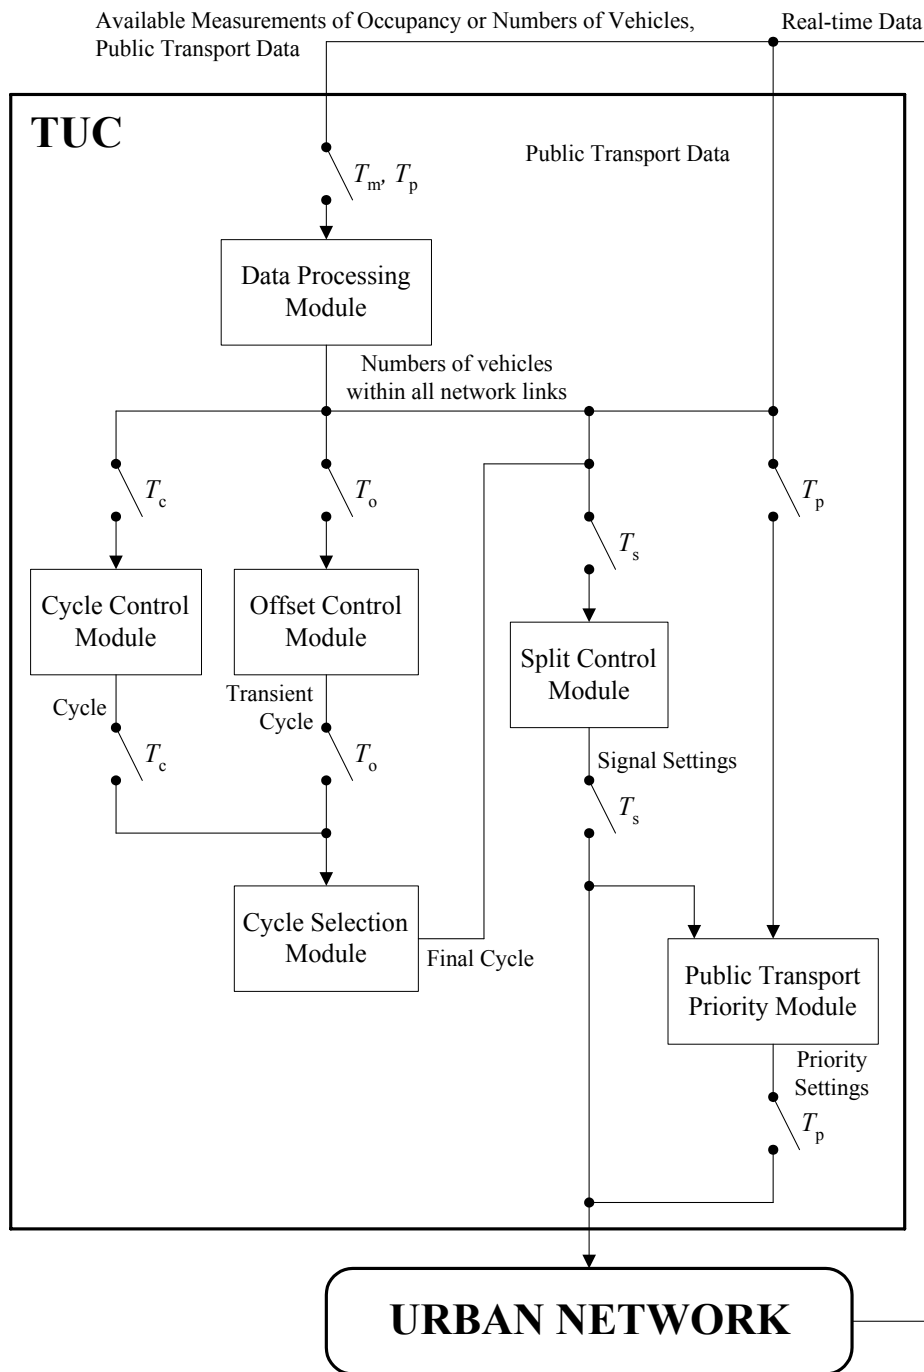 Available Measurements of Occupancy or Numbers of Vehicles,
Public Transport Data
Real-time Data
TUC
Public Transport Data
Tm, Tp
Data Processing
Module
Numbers of vehicles
within all network links
Tc
To
Ts
Tp
Cycle Control
Module
Offset Control
Module
Split Control
Module
Cycle
Transient
Cycle
Tc
To
Signal Settings
Ts
Cycle Selection
Module
Final Cycle
Public Transport
Priority Module
Priority
Settings
Tp
URBAN NETWORK